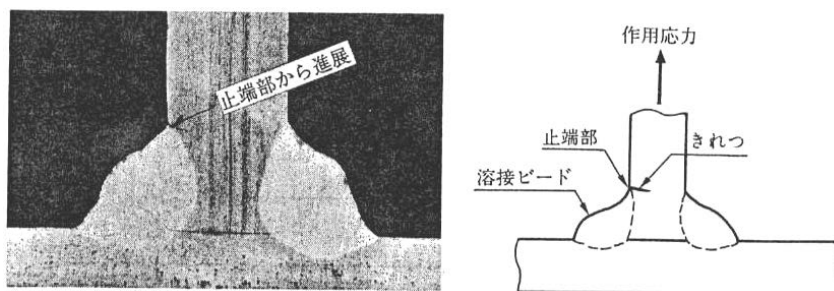 止端部から進展
作用応力
止端部
きれつ
溶接ビード